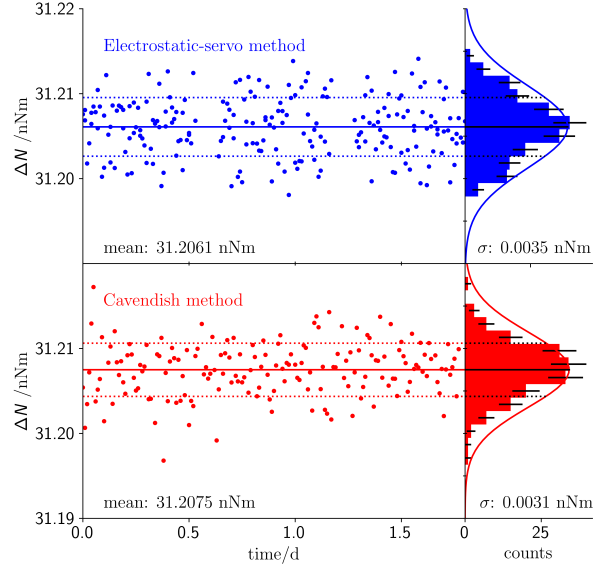 31.22
Electrostatic-servo method
31.21
ΔN /nNm
31.20
mean: 31.2061 nNm
σ: 0.0035 nNm
Cavendish method
31.21
ΔN /nNm
31.20
mean: 31.2075 nNm
σ: 0.0031 nNm
31.19
0.0 0.5 1.0 1.5 0 25
time/d counts